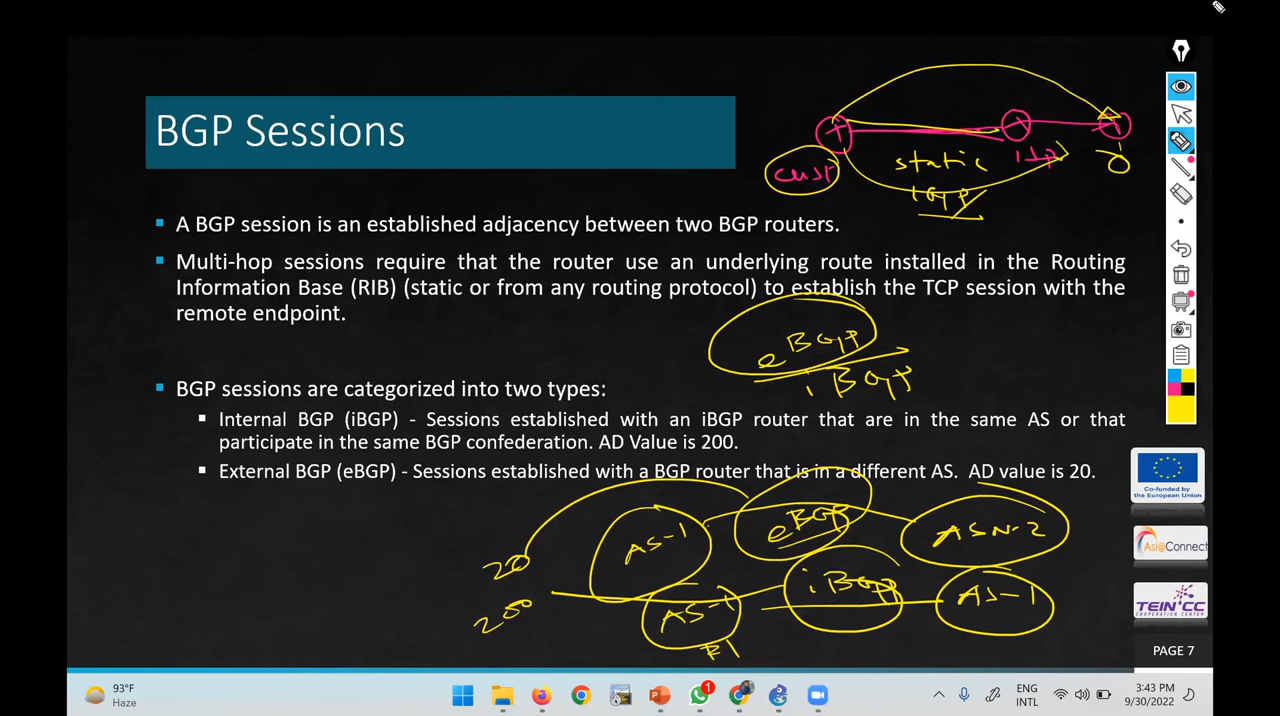 BGP Sessions
cust
static
ISP
IGP
A BGP session is an established adjacency between two BGP routers.
Multi-hop sessions require that the router use an underlying route installed in the Routing
Information Base (RIB) (static or from any routing protocol) to establish the TCP session with the
remote endpoint.
eBGP
iBGP
BGP sessions are categorized into two types:
Internal BGP (iBGP) - Sessions established with an iBGP router that are in the same AS or that
participate in the same BGP confederation. AD Value is 200.
External BGP (eBGP) - Sessions established with a BGP router that is in a different AS. AD value is 20.
20 AS-1 eBGP ASN-2
200 AS-1 iBGP AS-1
R1
Co-funded by
the European Union
Asi@Connect
TEIN*CC
COOPERATION CENTER
PAGE 7
93°F
Haze
1
ENG
INTL
3:43 PM
9/30/2022